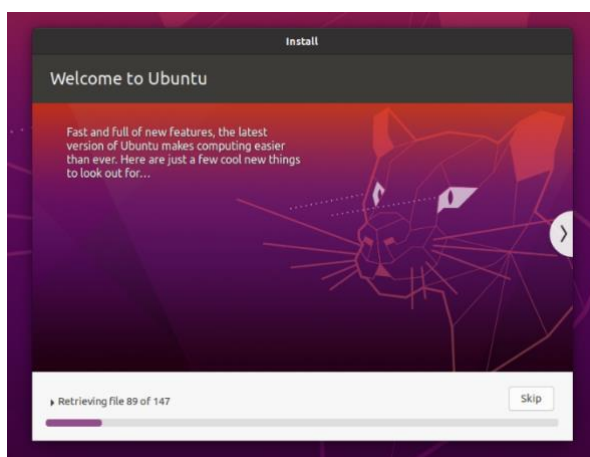 Install
Welcome to Ubuntu
Fast and full of new features, the latest
version of Ubuntu makes computing easier
than ever. Here are just a few cool new things
to look out for...
Retrieving file 89 of 147
Skip